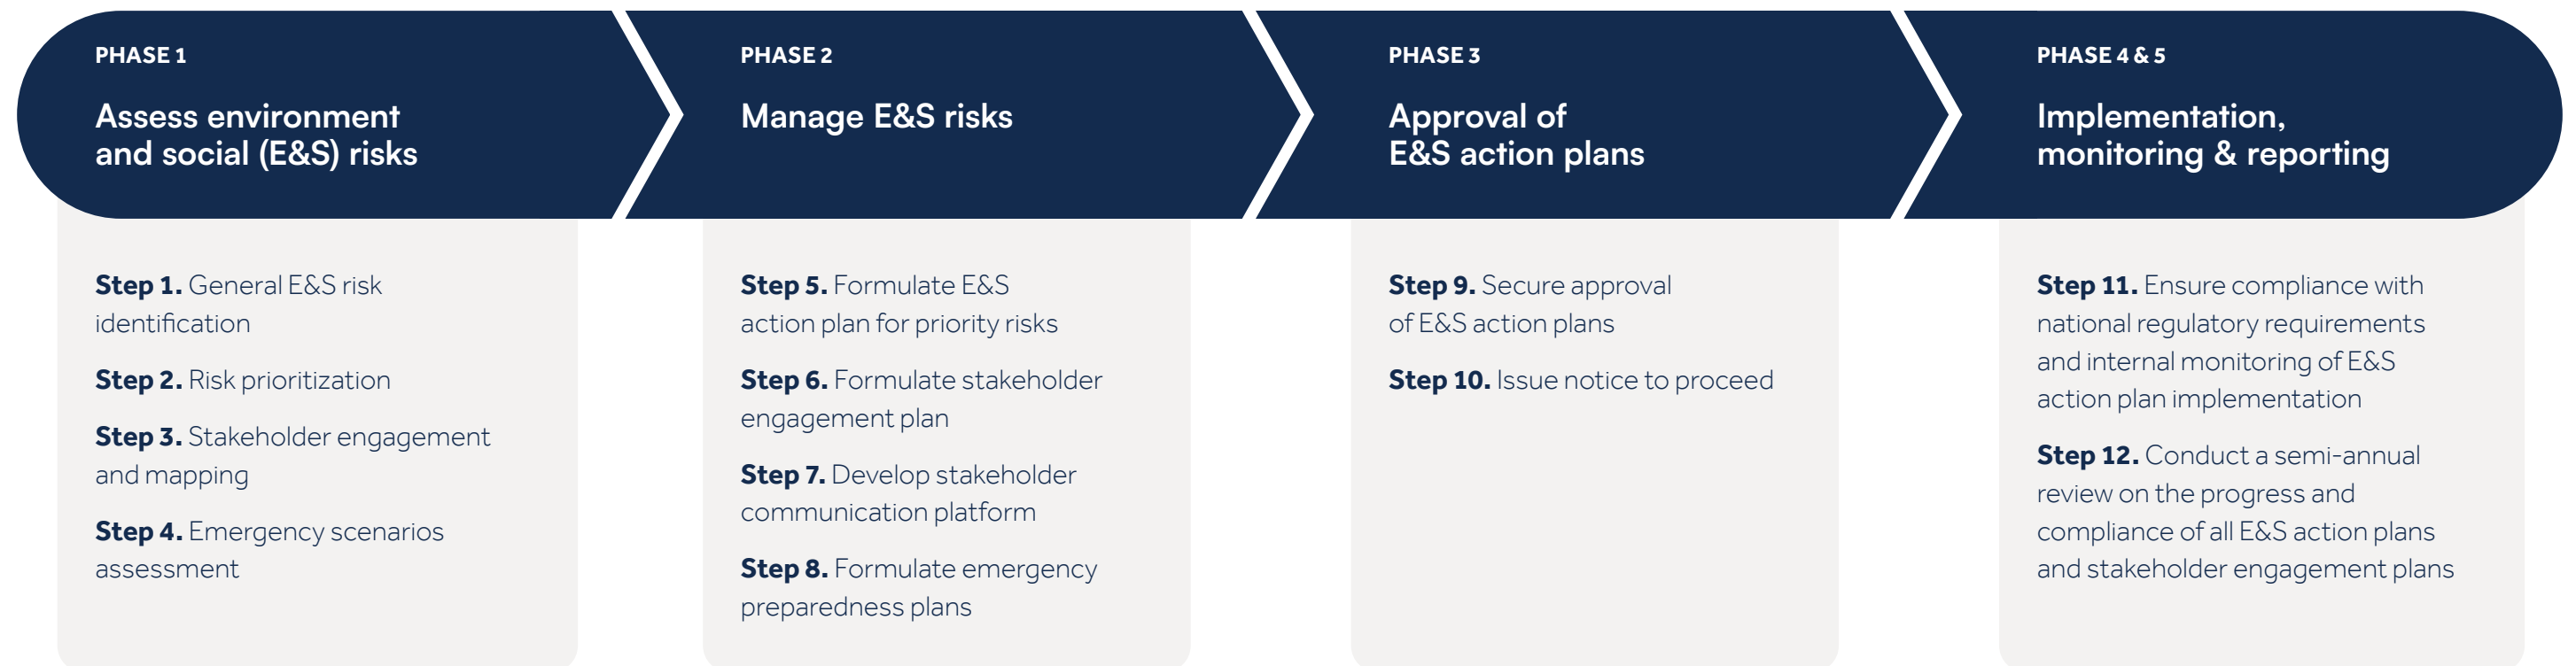 PHASE 1
Assess environment
and social (E&S) risks
Step 1. General E&S risk
identification
Step 2. Risk prioritization
Step 3. Stakeholder engagement
and mapping
Step 4. Emergency scenarios
assessment
PHASE 2
Manage E&S risks
Step 5. Formulate E&S
action plan for priority risks
Step 6. Formulate stakeholder
engagement plan
Step 7. Develop stakeholder
communication platform
Step 8. Formulate emergency
preparedness plans
PHASE 3
Approval of
E&S action plans
Step 9. Secure approval
of E&S action plans
Step 10. Issue notice to proceed
PHASE 4 & 5
Implementation,
monitoring & reporting
Step 11. Ensure compliance with
national regulatory requirements
and internal monitoring of E&S
action plan implementation
Step 12. Conduct a semi-annual
review on the progress and
compliance of all E&S action plans
and stakeholder engagement plans